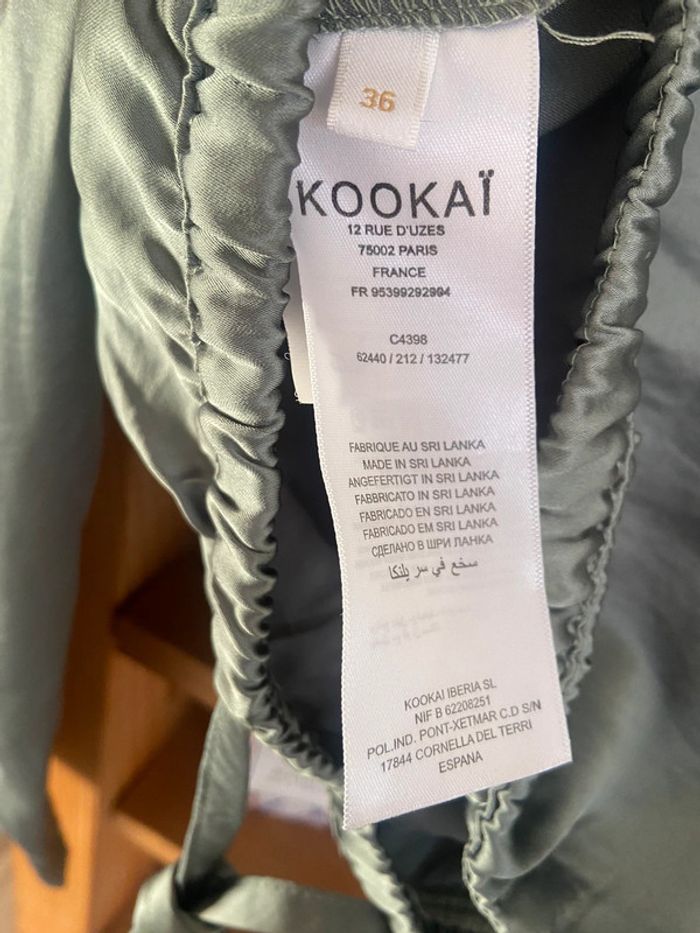 36
KOOKAÏ
12 RUE D'UZES
75002 PARIS
FRANCE
FR 95399292994
C4398
62440 / 212 / 132477
FABRIQUE AU SRI LANKA
MADE IN SRI LANKA
ANGEFERTIGT IN SRI LANKA
FABBRICATO IN SRI LANKA
FABRICADO EN SRI LANKA
FABRICADO EM SRI LANKA
СДЕЛАНО В ШРИ ЛАНКА
سخع في سر يلنكا
KOOKAI IBERIA SL
NIF B 62208251
POL.IND. PONT-XETMAR C.D S/N
17844 CORNELLA DEL TERRI
ESPANA